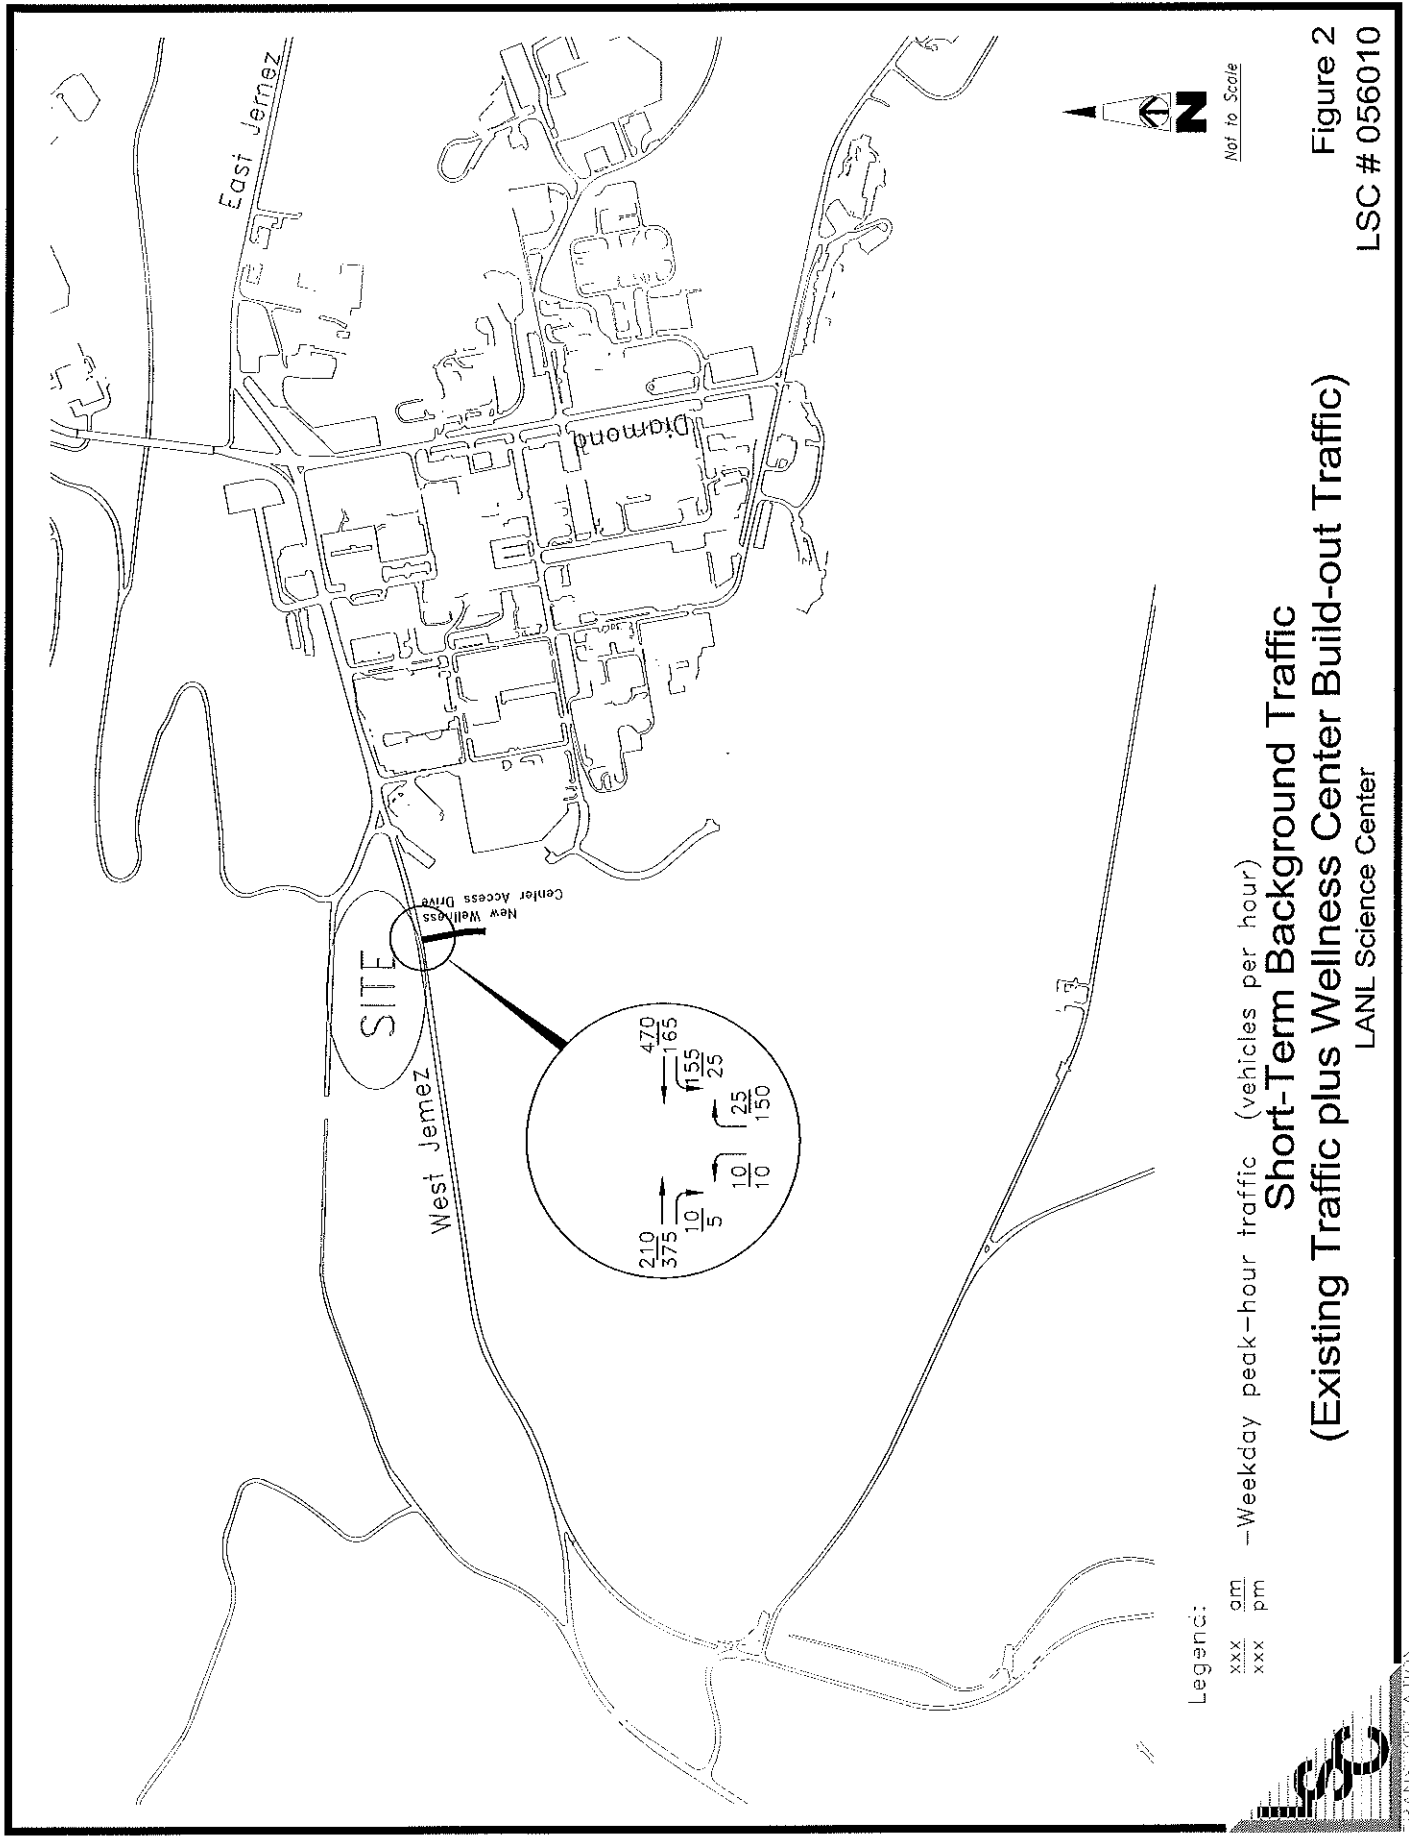 East Jemez
Diamond
SITE
New Wellness
Center Access Drive
West Jemez
470
165
155
25
25
150
10
10
210
375
10
5
N
Not to Scale
Legend:
xxx am
xxx pm
-Weekday peak-hour traffic (vehicles per hour)
Short-Term Background Traffic
(Existing Traffic plus Wellness Center Build-out Traffic)
LANL Science Center
Figure 2
LSC # 056010
LSC